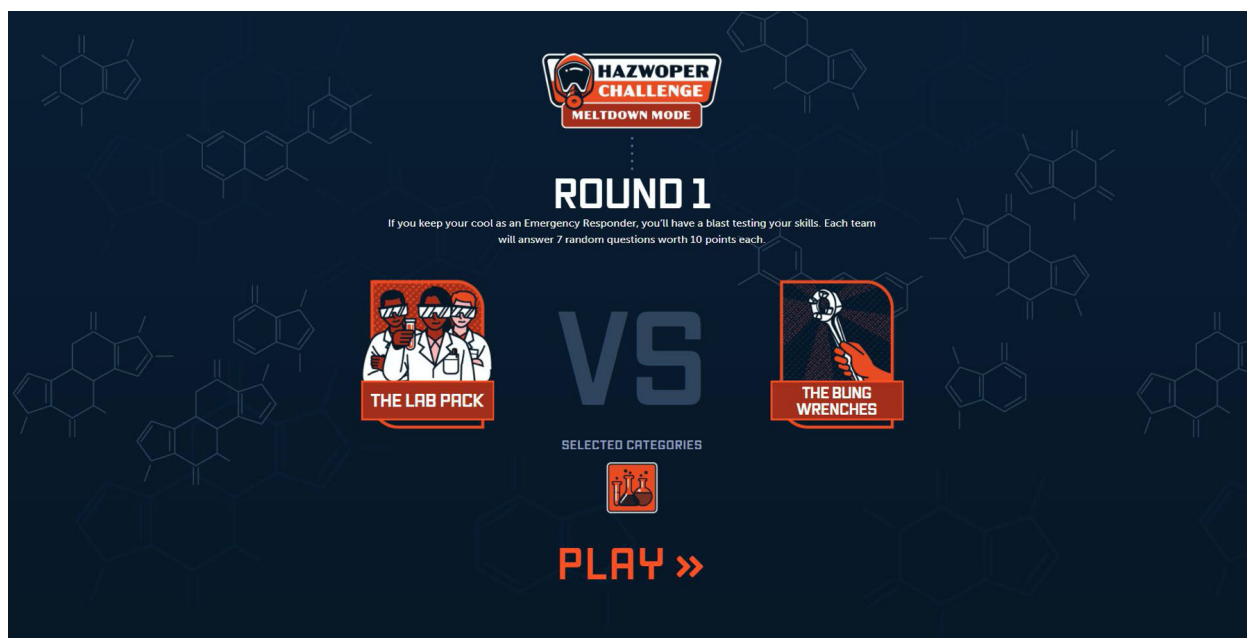 HAZWOPER
CHALLENGE
MELTDOWN MODE
ROUND 1
If you keep your cool as an Emergency Responder, you'll have a blast testing your skills. Each team
will answer 7 random questions worth 10 points each.
VS
THE LAB PACK
THE BUNG
WRENCHES
SELECTED CATEGORIES
PLAY »